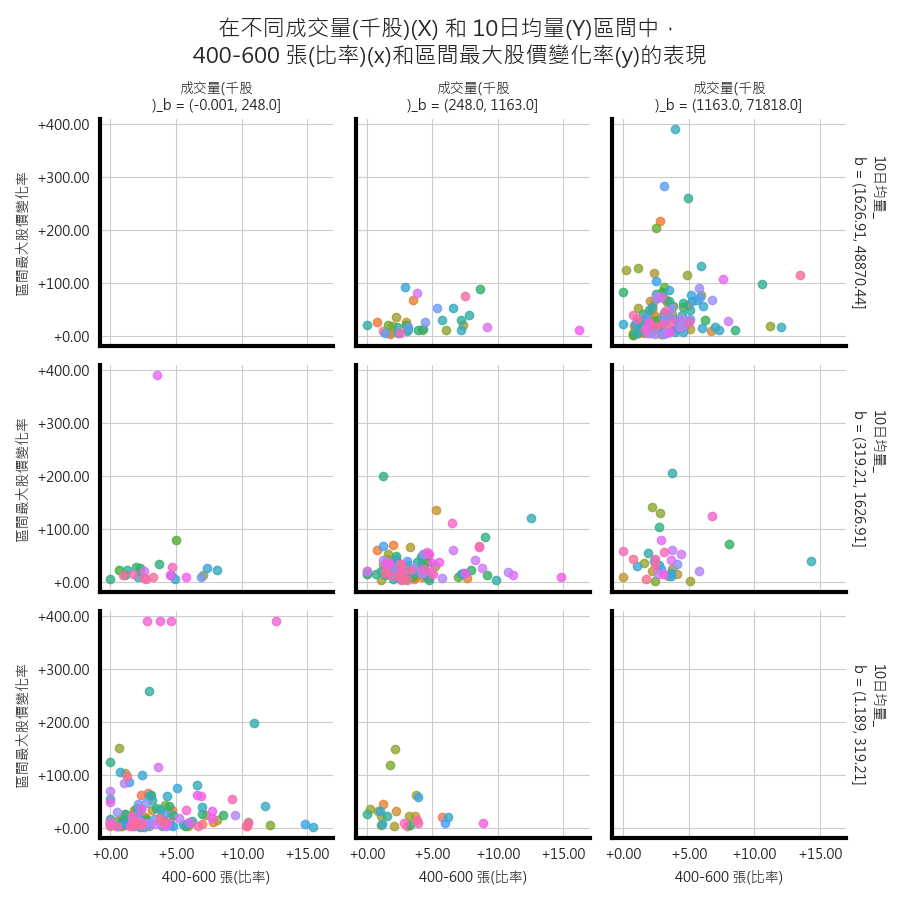 在不同成交量(千股)(X) 和 10日均量(Y)區間中，
400-600 張(比率)(x)和區間最大股價變化率(y)的表現
成交量(千股
)_b = (-0.001, 248.0]
成交量(千股
)_b = (248.0, 1163.0]
成交量(千股
)_b = (1163.0, 71818.0]
區間最大股價變化率
+400.00
+300.00
+200.00
+100.00
+0.00
10日均量_
b = (1626.91, 48870.44]
區間最大股價變化率
+400.00
+300.00
+200.00
+100.00
+0.00
10日均量_
b = (319.21, 1626.91]
區間最大股價變化率
+400.00
+300.00
+200.00
+100.00
+0.00
10日均量_
b = (1.189, 319.21]
+0.00 +5.00 +10.00 +15.00
+0.00 +5.00 +10.00 +15.00
+0.00 +5.00 +10.00 +15.00
400-600 張(比率)
400-600 張(比率)
400-600 張(比率)